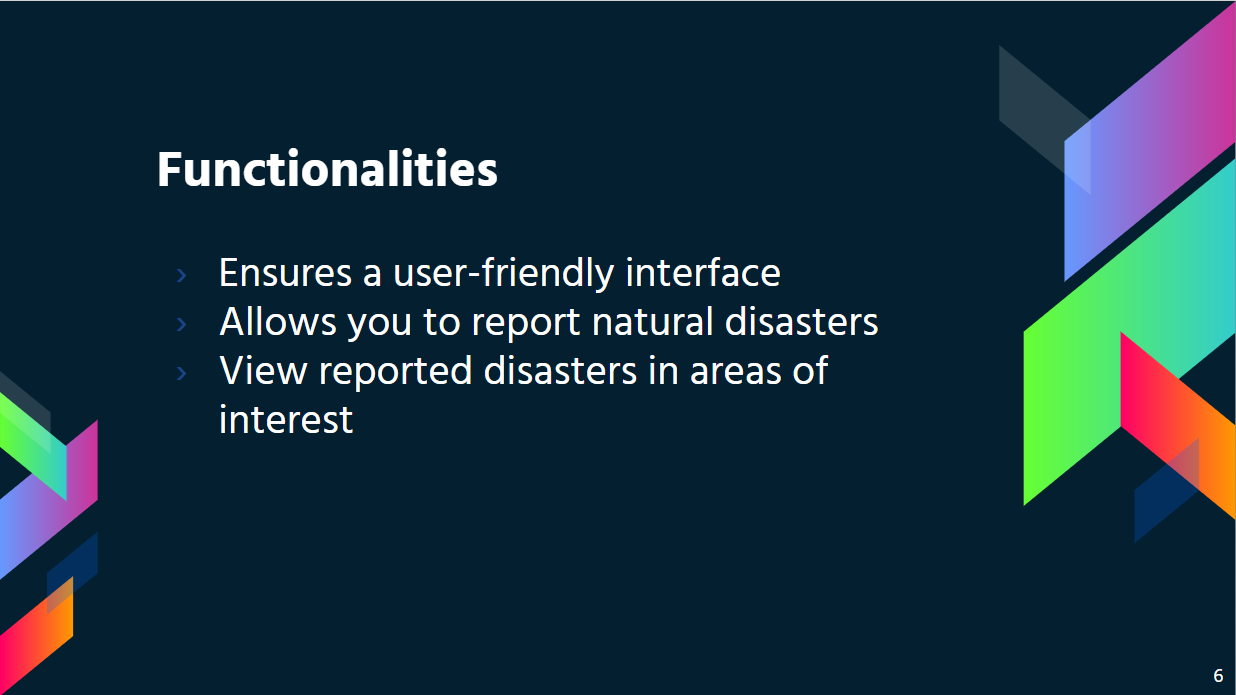 Functionalities
› Ensures a user-friendly interface
› Allows you to report natural disasters
› View reported disasters in areas of
interest
6